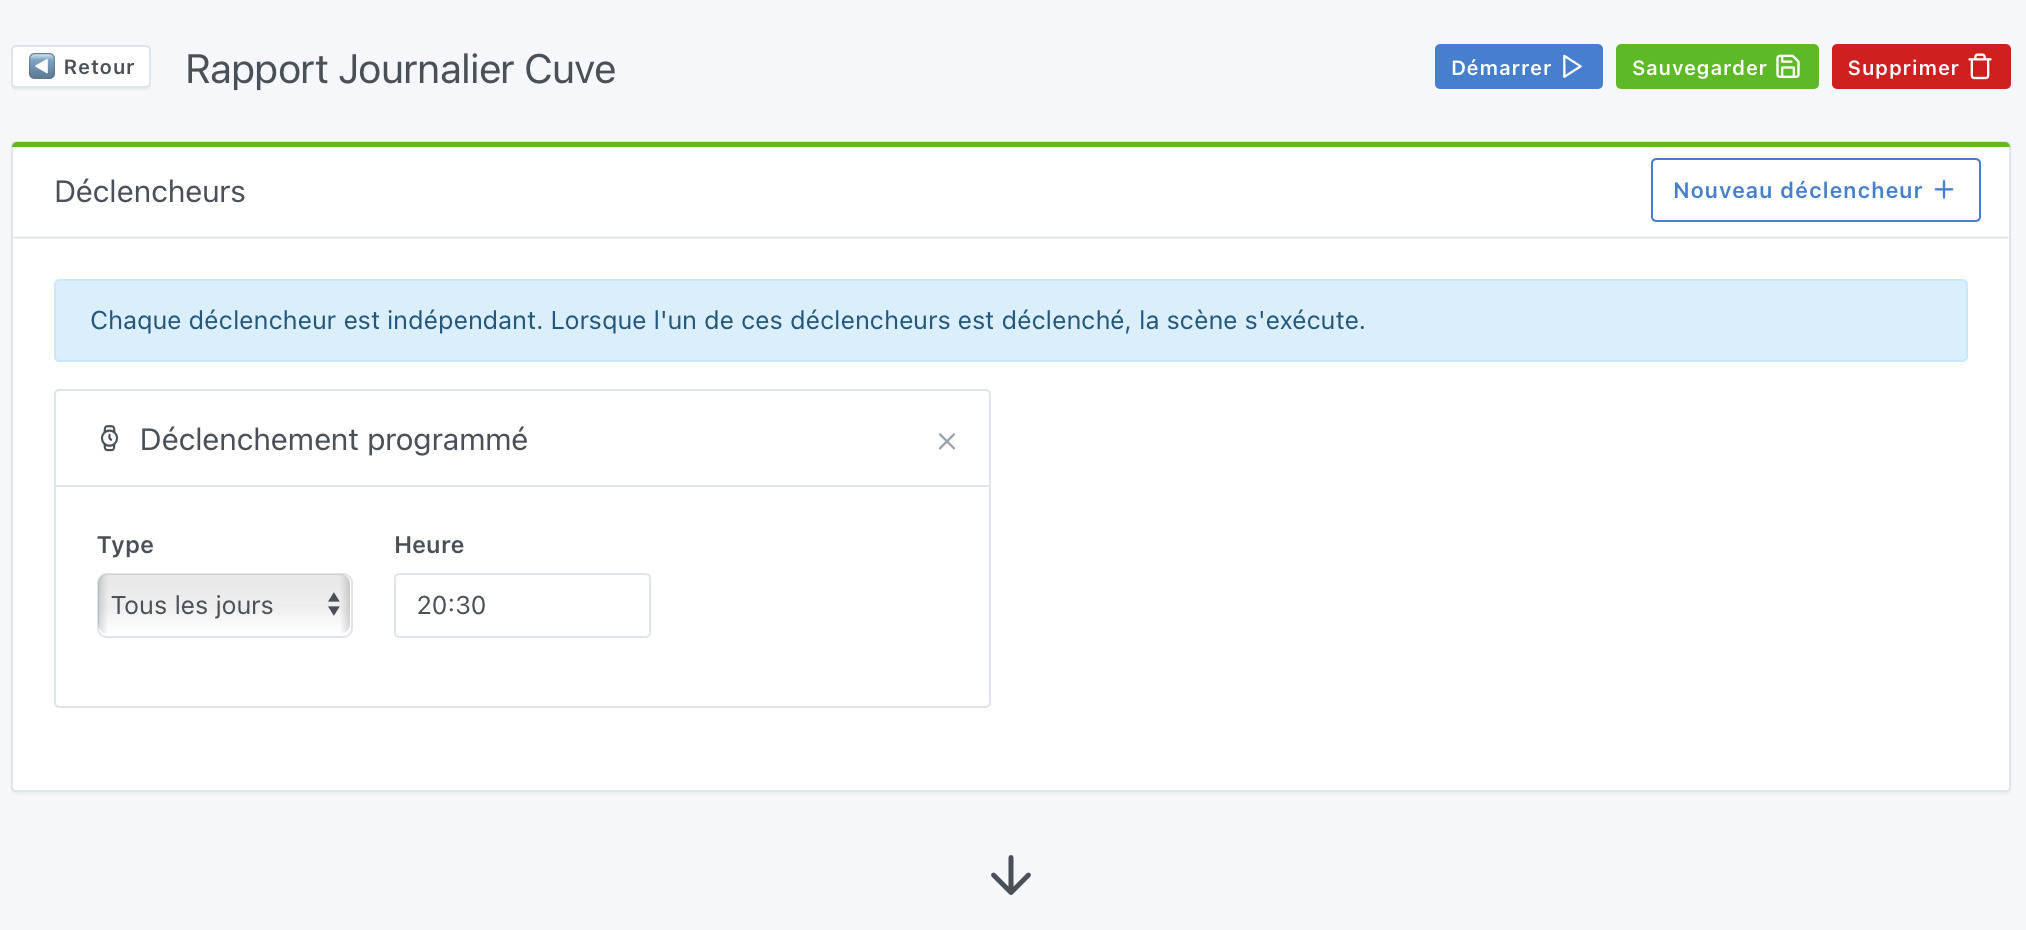 Retour
Rapport Journalier Cuve
Démarrer
Sauvegarder
Supprimer
Déclencheurs
Nouveau déclencheur +
Chaque déclencheur est indépendant. Lorsque l'un de ces déclencheurs est déclenché, la scène s'exécute.
Déclenchement programmé
Type
Heure
Tous les jours
20:30